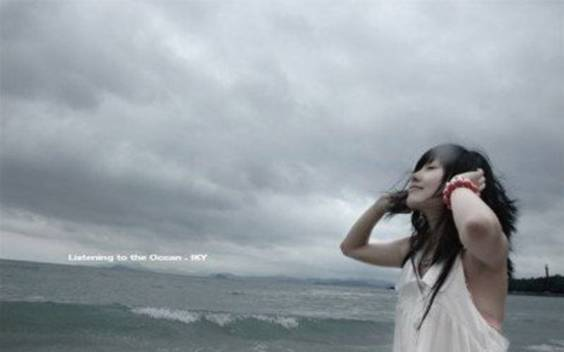 Listening to the Ocean . IKY